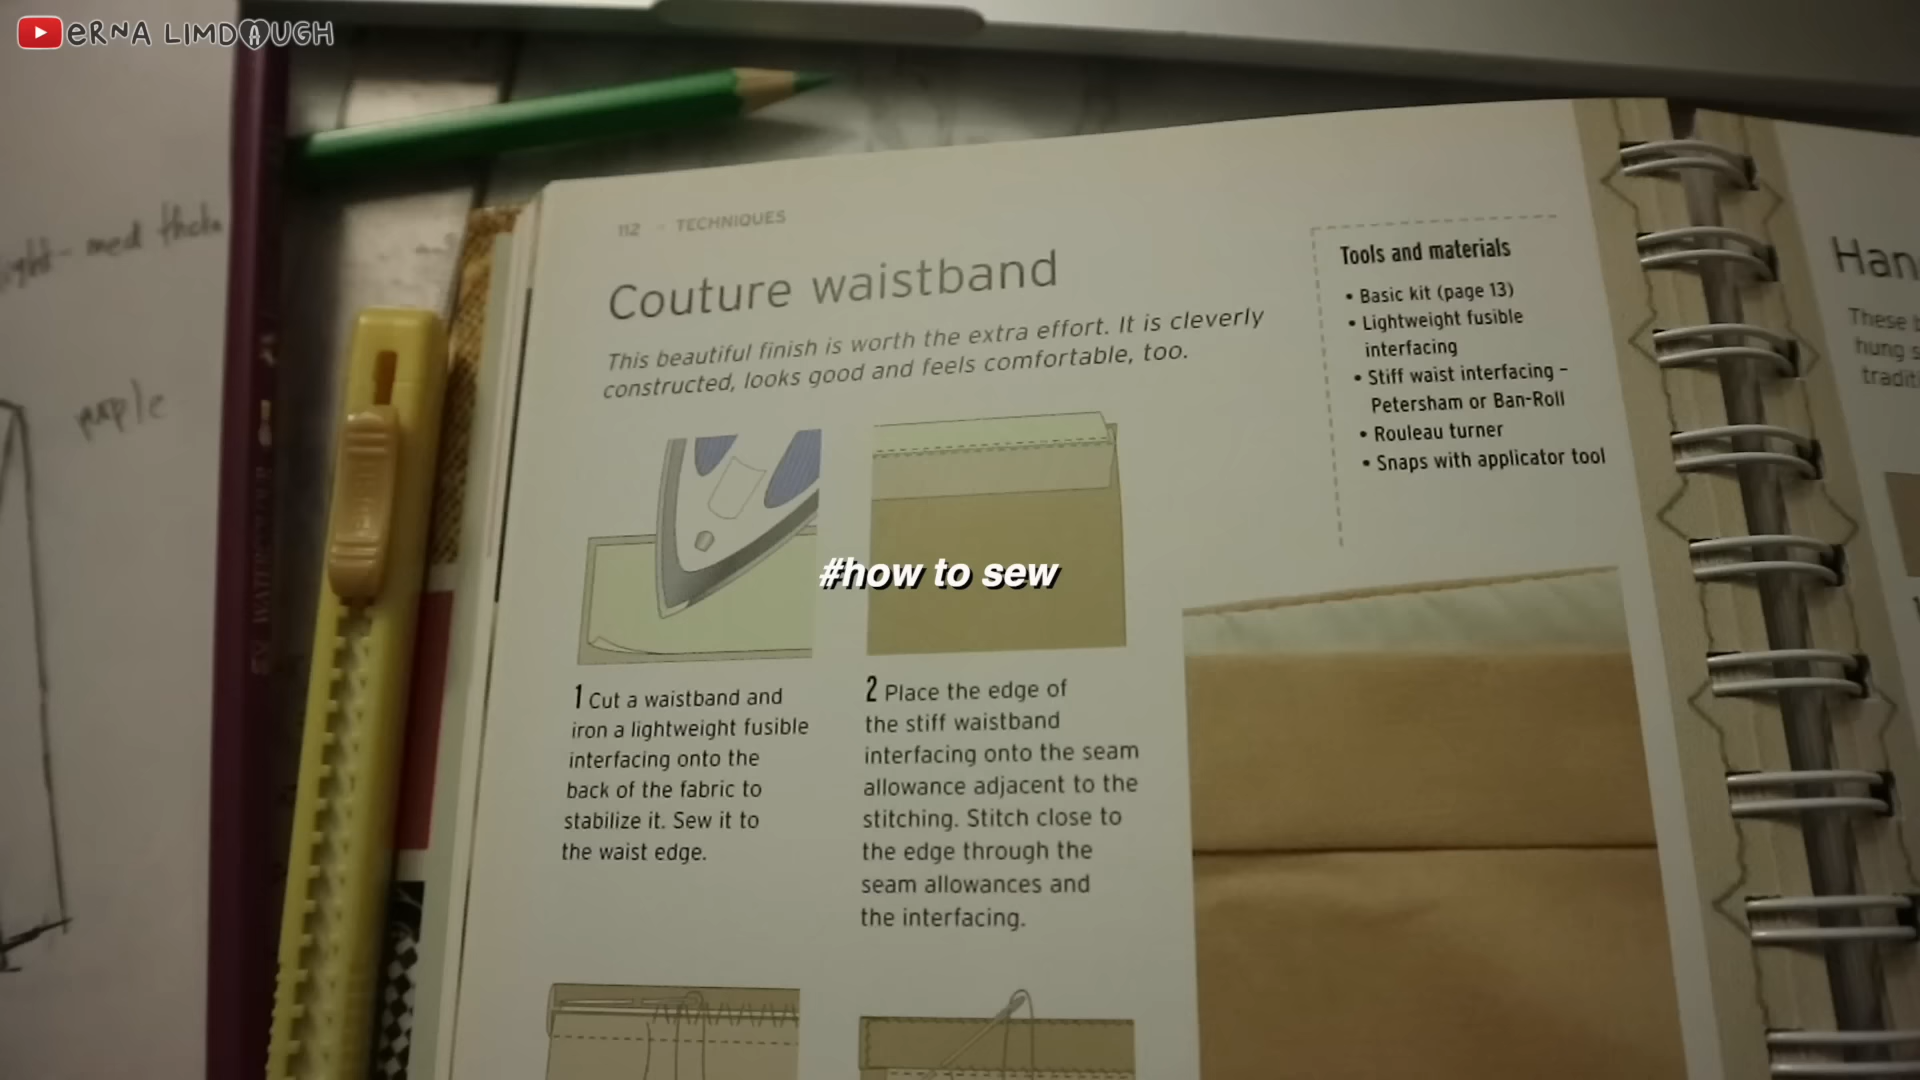 ERNA LIMDAUGH
med
purple
112 - TECHNIQUES
Couture waistband
This beautiful finish is worth the extra effort. It is cleverly
constructed, looks good and feels comfortable, too.
Tools and materials
• Basic kit (page 13)
• Lightweight fusible
interfacing
• Stiff waist interfacing –
Petersham or Ban-Roll
• Rouleau turner
• Snaps with applicator tool
#how to sew
1 Cut a waistband and
iron a lightweight fusible
interfacing onto the
back of the fabric to
stabilize it. Sew it to
the waist edge.
2 Place the edge of
the stiff waistband
interfacing onto the seam
allowance adjacent to the
stitching. Stitch close to
the edge through the
seam allowances and
the interfacing.
Han
These
hung s
traditi